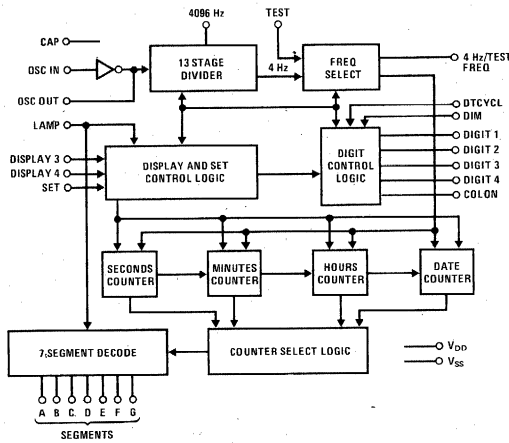 4096 Hz
TEST
CAP
OSC IN
13 STAGE
DIVIDER
4 Hz
FREQ
SELECT
4 Hz/TEST
FREQ
OSC OUT
DTCYCL
DIM
LAMP
DISPLAY 3
DISPLAY 4
SET
DISPLAY AND SET
CONTROL LOGIC
DIGIT
CONTROL
LOGIC
DIGIT 1
DIGIT 2
DIGIT 3
DIGIT 4
COLON
SECONDS
COUNTER
MINUTES
COUNTER
HOURS
COUNTER
DATE
COUNTER
7-SEGMENT DECODE
COUNTER SELECT LOGIC
VDD
VSS
A B C D E F G
SEGMENTS